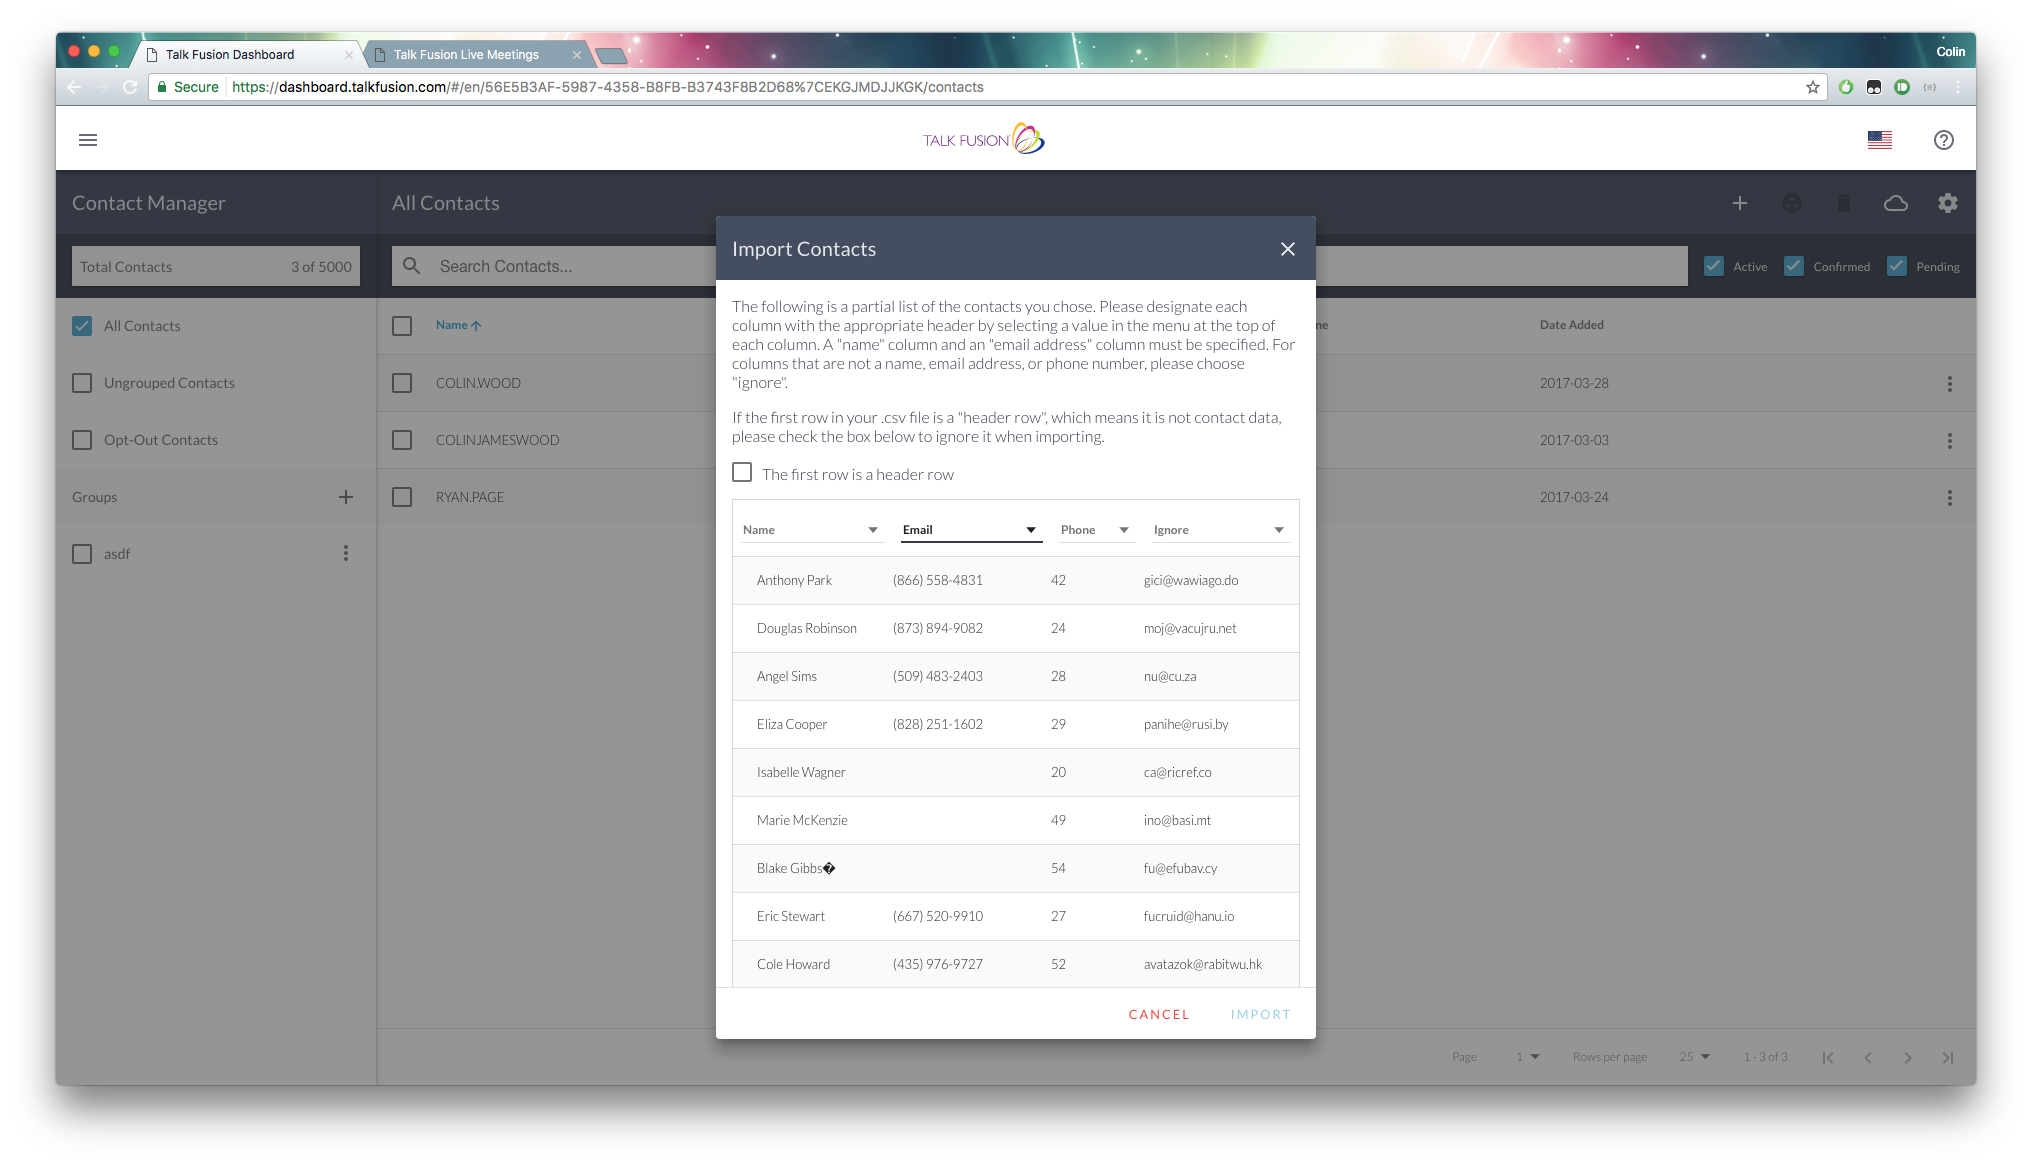 Talk Fusion Dashboard
Talk Fusion Live Meetings
Colin
Secure
https://dashboard.talkfusion.com/#/en/56E5B3AF-5987-4358-B8FB-B3743F8B2D68%7CEKGJMDJJKGK/contacts
TALK FUSION
Contact Manager
All Contacts
Total Contacts 3 of 5000
Search Contacts...
Active Confirmed Pending
All Contacts
Ungrouped Contacts
Opt-Out Contacts
Groups
asdf
Name
ne
Date Added
COLIN.WOOD
2017-03-28
COLINJAMESWOOD
2017-03-03
RYAN.PAGE
2017-03-24
Import Contacts
The following is a partial list of the contacts you chose. Please designate each
column with the appropriate header by selecting a value in the menu at the top of
each column. A "name" column and an "email address" column must be specified. For
columns that are not a name, email address, or phone number, please choose
"ignore".
If the first row in your .csv file is a "header row", which means it is not contact data,
please check the box below to ignore it when importing.
The first row is a header row
Name Email Phone Ignore
Anthony Park (866) 558-4831 42 gici@wawiago.do
Douglas Robinson (873) 894-9082 24 moj@vacujru.net
Angel Sims (509) 483-2403 28 nu@cu.za
Eliza Cooper (828) 251-1602 29 panihe@rusi.by
Isabelle Wagner 20 ca@ricref.co
Marie McKenzie 49 ino@basi.mt
Blake Gibbs� 54 fu@efubav.cy
Eric Stewart (667) 520-9910 27 fucruid@hanu.io
Cole Howard (435) 976-9727 52 avatazok@rabitwu.hk
CANCEL IMPORT
Page 1 Rows per page 25 1 - 3 of 3